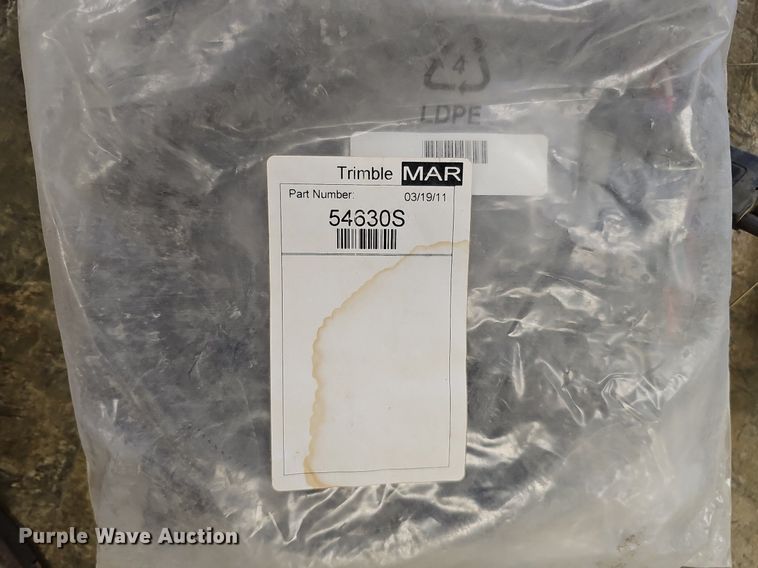 4
LDPE
Trimble MAR
Part Number: 03/19/11
54630S
Purple Wave Auction